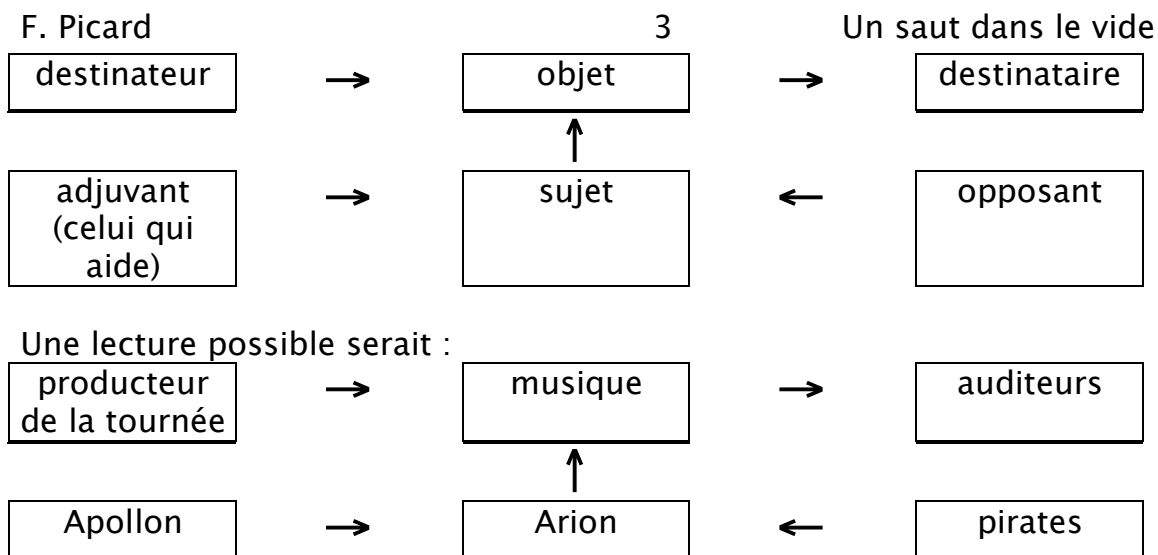 F. Picard 3 Un saut dans le vide
destinateur → objet → destinataire
↑
adjuvant → sujet ← opposant
(celui qui
aide)
Une lecture possible serait :
producteur → musique → auditeurs
de la tournée
↑
Apollon → Arion ← pirates